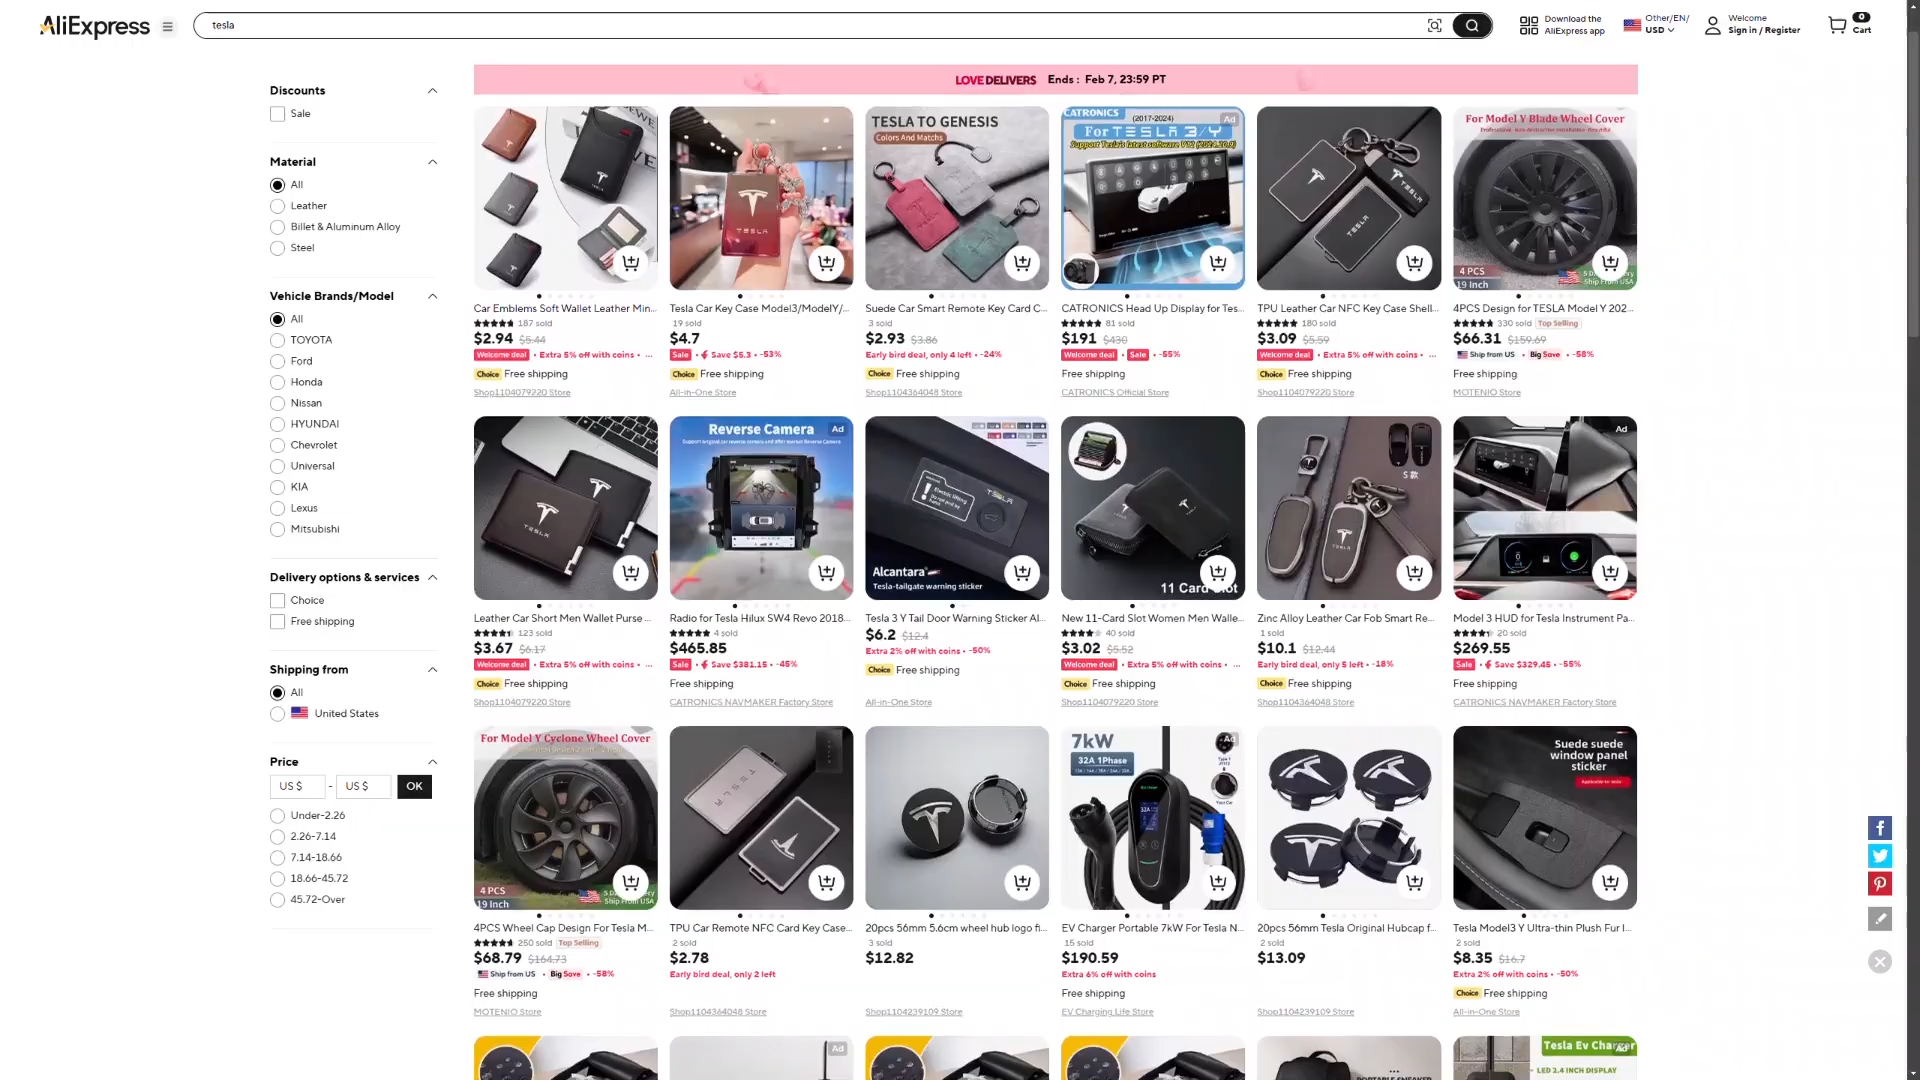 AliExpress
tesla
Download the
AliExpress app
Other/EN/
USD
Welcome
Sign in / Register
0
Cart
LOVE DELIVERS Ends : Feb 7, 23:59 PT
Discounts
Sale
Material
All
Leather
Billet & Aluminum Alloy
Steel
Vehicle Brands/Model
All
TOYOTA
Ford
Honda
Nissan
HYUNDAI
Chevrolet
Universal
KIA
Lexus
Mitsubishi
Delivery options & services
Choice
Free shipping
Shipping from
All
United States
Price
US $ - US $ OK
Under-2.26
2.26-7.14
7.14-18.66
18.66-45.72
45.72-Over
Car Emblems Soft Wallet Leather Min...
187 sold
$2.94 $5.44
Welcome deal • Extra 5% off with coins • ...
Choice Free shipping
Shop1104079220 Store
TESLA
Tesla Car Key Case Model3/ModelY/...
19 sold
$4.7
Sale • Save $5.3 • -53%
Choice Free shipping
All-in-One Store
TESLA TO GENESIS
Colors And Matchs
Suede Car Smart Remote Key Card C...
3 sold
$2.93 $3.86
Early bird deal, only 4 left • -24%
Choice Free shipping
Shop1104364048 Store
CATRONICS
(2017-2024)
Ad
For TESLA 3/Y
Support Tesla's latest software V12 (2024.20.9)
CATRONICS Head Up Display for Tes...
81 sold
$191 $430
Welcome deal • Sale • -55%
Free shipping
CATRONICS Official Store
TESLA
TESLA
TPU Leather Car NFC Key Case Shell...
180 sold
$3.09 $5.59
Welcome deal • Extra 5% off with coins • ...
Choice Free shipping
Shop1104079220 Store
For Model Y Blade Wheel Cover
4 PCS
19 Inch
Ship From USA
4PCS Design for TESLA Model Y 202...
330 sold Top Selling
$66.31 $159.69
Ship from US • Big Save • -58%
Free shipping
MOTENIO Store
TESLA
Leather Car Short Men Wallet Purse ...
123 sold
$3.67 $6.17
Welcome deal • Extra 5% off with coins • ...
Choice Free shipping
Shop1104079220 Store
Reverse Camera
Ad
Support original car reverse camera and after market Reverse Camera
Radio for Tesla Hilux SW4 Revo 2018...
4 sold
$465.85
Sale • Save $381.15 • -45%
Free shipping
CATRONICS NAVMAKER Factory Store
Electric lifting
TESLA
Alcantara
Tesla-tailgate warning sticker
Tesla 3 Y Tail Door Warning Sticker Al...
$6.2 $12.4
Extra 2% off with coins • -50%
Choice Free shipping
All-in-One Store
11 Card Slot
New 11-Card Slot Women Men Walle...
40 sold
$3.02 $5.52
Welcome deal • Extra 5% off with coins • ...
Choice Free shipping
Shop1104079220 Store
S 款
Zinc Alloy Leather Car Fob Smart Re...
1 sold
$10.1 $12.44
Early bird deal, only 5 left • -18%
Choice Free shipping
Shop1104364048 Store
Ad
Model 3 HUD for Tesla Instrument Pa...
20 sold
$269.55
Sale • Save $329.45 • -55%
Free shipping
CATRONICS NAVMAKER Factory Store
For Model Y Cyclone Wheel Cover
4 PCS
19 Inch
Ship From USA
4PCS Wheel Cap Design For Tesla M...
250 sold Top Selling
$68.79 $164.73
Ship from US • Big Save • -58%
Free shipping
MOTENIO Store
TESLA
TPU Car Remote NFC Card Key Case...
2 sold
$2.78
Early bird deal, only 2 left
Shop1104364048 Store
20pcs 56mm 5.6cm wheel hub logo fi...
3 sold
$12.82
Shop1104239109 Store
7kW
32A 1Phase
Ad
Your Car
EV Charger Portable 7kW For Tesla N...
15 sold
$190.59
Extra 6% off with coins
Free shipping
EV Charging Life Store
20pcs 56mm Tesla Original Hubcap f...
2 sold
$13.09
Shop1104239109 Store
Suede suede
window panel
sticker
Tesla Model3 Y Ultra-thin Plush Fur I...
2 sold
$8.35 $16.7
Extra 2% off with coins • -50%
Choice Free shipping
All-in-One Store
Ad
Tesla Ev Charger
Ad
LED 2.4 INCH DISPLAY